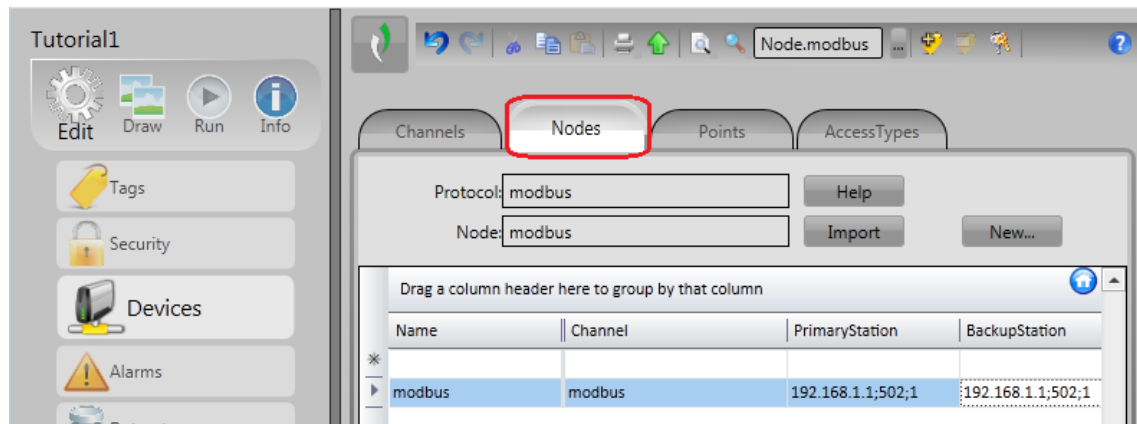 Tutorial1
Edit
Draw
Run
Info
Tags
Security
Devices
Alarms
Node.modbus
...
Channels
Nodes
Points
AccessTypes
Protocol: modbus
Help
Node: modbus
Import
New...
Drag a column header here to group by that column
Name Channel PrimaryStation BackupStation
modbus modbus 192.168.1.1;502;1 192.168.1.1;502;1